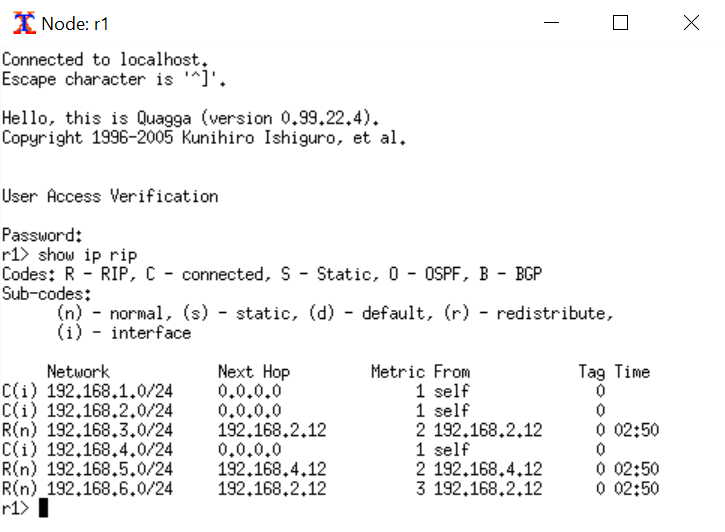 Node: r1
Connected to localhost.
Escape character is '^]'.
Hello, this is Quagga (version 0.99.22.4).
Copyright 1996-2005 Kunihiro Ishiguro, et al.
User Access Verification
Password:
r1> show ip rip
Codes: R - RIP, C - connected, S - Static, O - OSPF, B - BGP
Sub-codes:
      (n) - normal, (s) - static, (d) - default, (r) - redistribute,
      (i) - interface
     Network            Next Hop         Metric From            Tag Time
C(i) 192.168.1.0/24     0.0.0.0               1 self              0
C(i) 192.168.2.0/24     0.0.0.0               1 self              0
R(n) 192.168.3.0/24     192.168.2.12          2 192.168.2.12      0 02:50
C(i) 192.168.4.0/24     0.0.0.0               1 self              0
R(n) 192.168.5.0/24     192.168.4.12          2 192.168.4.12      0 02:50
R(n) 192.168.6.0/24     192.168.2.12          3 192.168.2.12      0 02:50
r1>